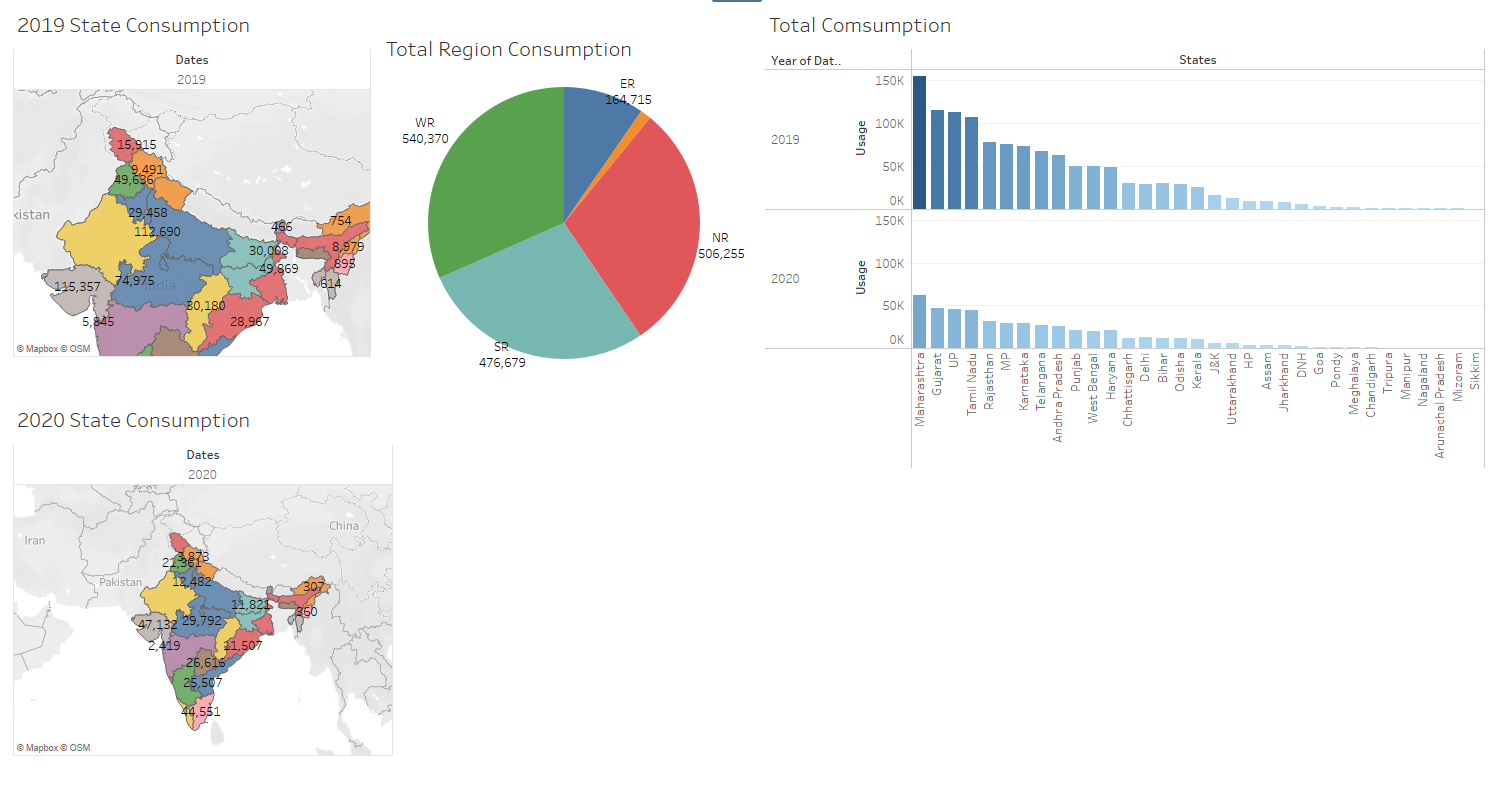 2019 State Consumption
Dates
2019
15,915
9,491
49,636
kistan
29,458
112,690
466
754
30,008
8,979
49,869
895
115,357
74,975
India
614
5,845
30,180
28,967
© Mapbox © OSM
Total Region Consumption
ER
164,715
WR
540,370
NR
506,255
SR
476,679
Total Comsumption
Year of Dat..
States
2019
Usage
150K
100K
50K
0K
2020
Usage
150K
100K
50K
0K
Maharashtra
Gujarat
UP
Tamil Nadu
Rajasthan
MP
Karnataka
Telangana
Andhra Pradesh
Punjab
West Bengal
Haryana
Chhattisgarh
Delhi
Bihar
Odisha
Kerala
J&K
Uttarakhand
HP
Assam
Jharkhand
DNH
Goa
Pondy
Meghalaya
Chandigarh
Tripura
Manipur
Nagaland
Arunachal Pradesh
Mizoram
Sikkim
2020 State Consumption
Dates
2020
China
Iran
3,873
21,361
Pakistan
12,482
307
11,821
360
47,132
29,792
2,419
11,507
26,616
25,507
44,551
© Mapbox © OSM